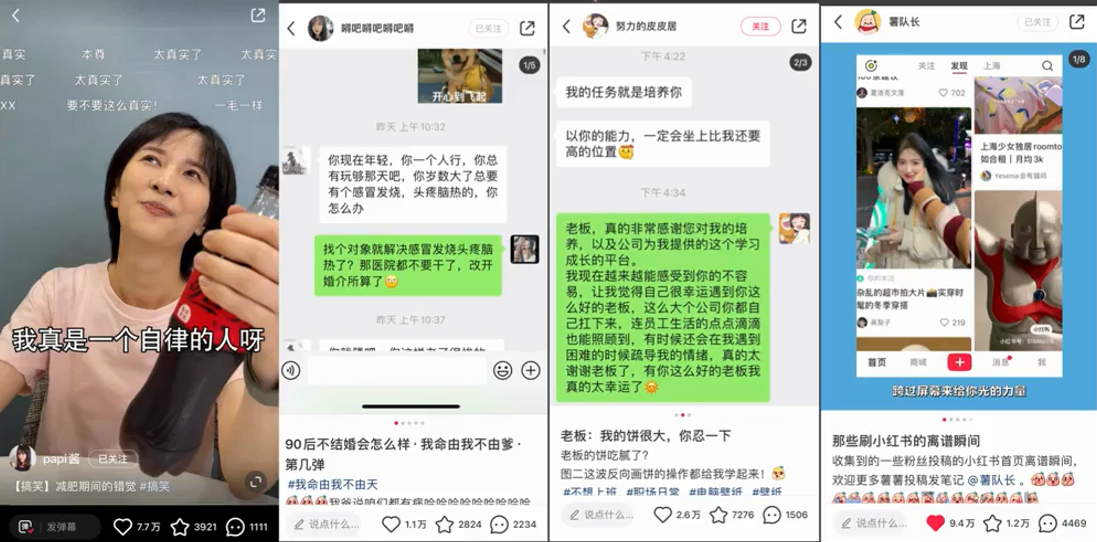 真实 本尊 太真实了 太真实
真实了 太真实了 太真实了
XX 要不要这么真实! 一毛一样
我真是一个自律的人呀
papi酱 已关注
【搞笑】减肥期间的错觉 #搞笑
发弹幕 7.7万 3921 1111
嘚吧嘚吧嘚吧嘚 已关注
1/5
开心到飞起
昨天 上午10:32
你现在年轻，你一个人行，你总
有玩够那天吧，你岁数大了总要
有个感冒发烧，头疼脑热的，你
怎么办
找个对象就解决感冒发烧头疼脑
热了？那医院都不要干了，改开
婚介所算了
昨天 上午10:37
90后不结婚会怎么样·我命由我不由爹·
第几弹
#我命由我不由天
说点什么... 1.1万 2824 2234
努力的皮皮居 关注
下午4:22
2/3
我的任务就是培养你
以你的能力，一定会坐上比我还要
高的位置
下午4:34
老板，真的非常感谢您对我的培
养，以及公司为我提供的这个学习
成长的平台。
我现在越来越能感受到你的不容
易，让我觉得自己很幸运遇到你这
么好的老板，这么大个公司你都自
己扛下来，连员工生活的点点滴滴
也能照顾到，有时候还会在我遇到
困难的时候疏导我的情绪，真的太
谢谢老板了，有你这么好的老板我
真的太幸运了
老板：我的饼很大，你忍一下
老板的饼吃腻了？
图二这波反向画饼的操作都给我学起来！
#不想上班 #职场日常 #电脑壁纸 #壁纸
说点什么... 2.6万 7276 1506
薯队长 已关注
1/8
关注 发现 上海
702
上海少女独居roomto
如合租｜月均3k
Yesenia会有猫吗
你的关注
杂乱的超市拍大片📸实穿时
髦的冬季穿搭
219
小红书
首页 商城 消息 我
跨过屏幕来给你光的力量
那些刷小红书的离谱瞬间
收集到的一些粉丝投稿的小红书首页离谱瞬间，
欢迎更多薯薯投稿发笔记 @薯队长 。
说点什么... 9.4万 1.2万 4469